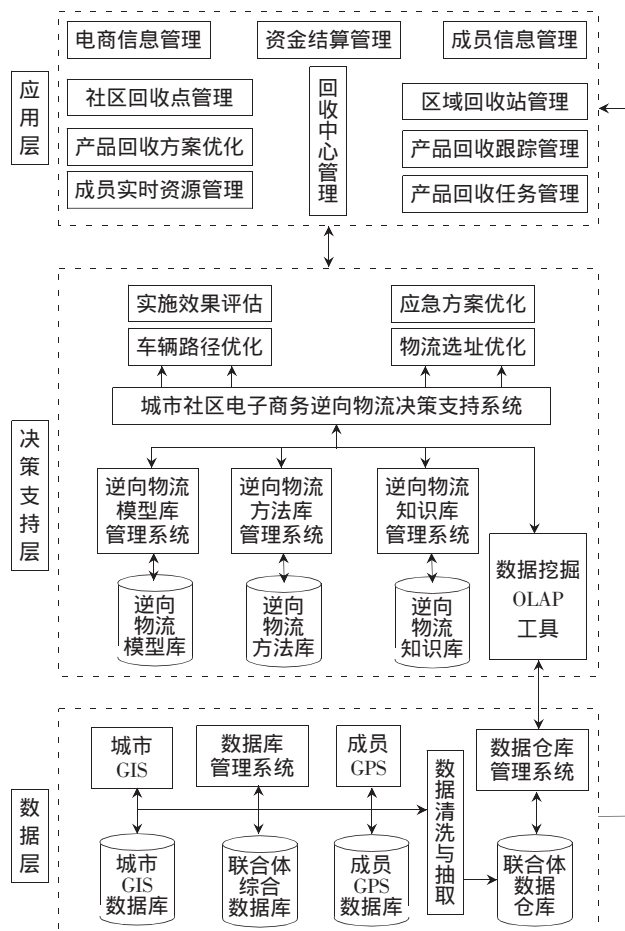 电商信息管理
资金结算管理
成员信息管理
应用层
社区回收点管理
回收中心管理
区域回收站管理
产品回收方案优化
产品回收跟踪管理
成员实时资源管理
产品回收任务管理
决策支持层
实施效果评估
应急方案优化
车辆路径优化
物流选址优化
城市社区电子商务逆向物流决策支持系统
逆向物流
模型库
管理系统
逆向物流
方法库
管理系统
逆向物流
知识库
管理系统
数据挖掘
OLAP
工具
逆向
物流
模型库
逆向
物流
方法库
逆向
物流
知识库
数据层
城市
GIS
数据库
管理系统
成员
GPS
数据清洗与抽取
数据仓库
管理系统
城市
GIS
数据库
联合体
综合
数据库
成员
GPS
数据库
联合体
数据
仓库